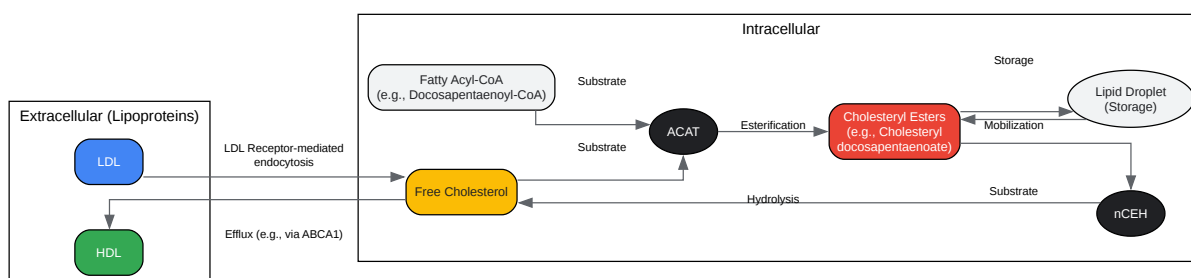 Intracellular
Extracellular (Lipoproteins)
LDL
HDL
LDL Receptor-mediated
endocytosis
Efflux (e.g., via ABCA1)
Fatty Acyl-CoA
(e.g., Docosapentaenoyl-CoA)
Substrate
Substrate
Free Cholesterol
ACAT
Esterification
Cholesteryl Esters
(e.g., Cholesteryl
docosapentaenoate)
Storage
Lipid Droplet
(Storage)
Mobilization
Substrate
nCEH
Hydrolysis